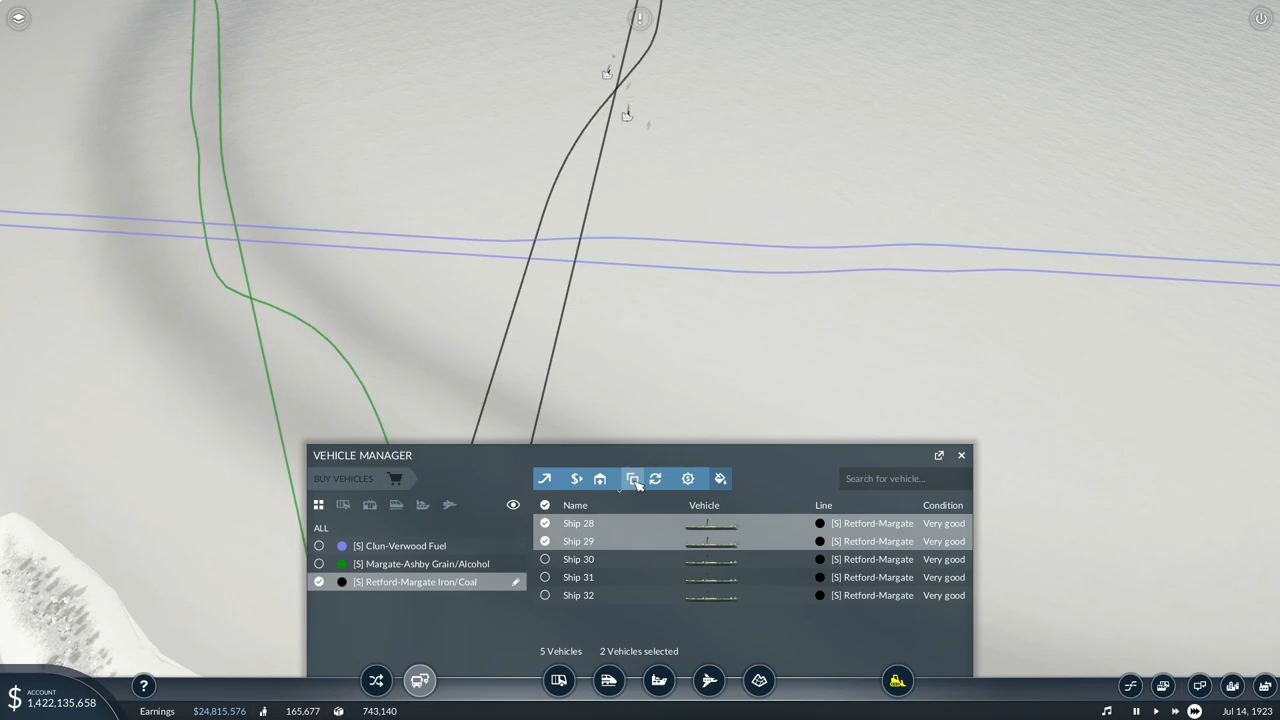 VEHICLE MANAGER
BUY VEHICLES
Search for vehicle...
Name Vehicle Line Condition
ALL
Ship 28 [S] Retford-Margate Very good
[S] Clun-Verwood Fuel Ship 29 [S] Retford-Margate Very good
[S] Margate-Ashby Grain/Alcohol Ship 30 [S] Retford-Margate Very good
[S] Retford-Margate Iron/Coal Ship 31 [S] Retford-Margate Very good
Ship 32 [S] Retford-Margate Very good
5 Vehicles 2 Vehicles selected
$ ACCOUNT
1,422,135,658
?
Earnings $24,815,576 165,677 743,140 Jul 14, 1923